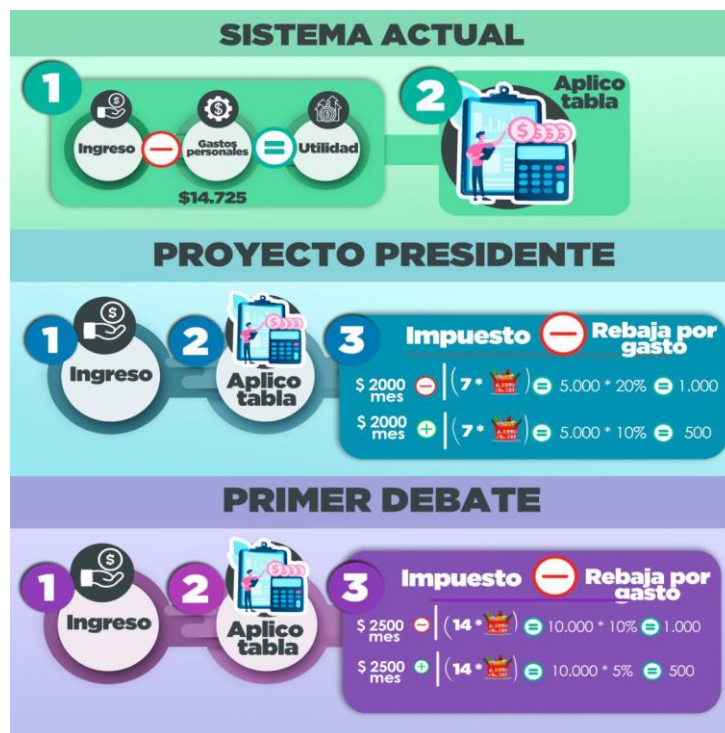 SISTEMA ACTUAL
1
Ingreso
Gastos
personales
Utilidad
$14.725
2
Aplico
tabla
PROYECTO PRESIDENTE
1
Ingreso
2
Aplico
tabla
3
Impuesto − Rebaja por
gasto
$ 2000
mes − (7* ) = 5.000 * 20% = 1.000
$ 2000
mes + (7* ) = 5.000 * 10% = 500
PRIMER DEBATE
1
Ingreso
2
Aplico
tabla
3
Impuesto − Rebaja por
gasto
$ 2500
mes − (14* ) = 10.000 * 10% = 1.000
$ 2500
mes + (14* ) = 10.000 * 5% = 500